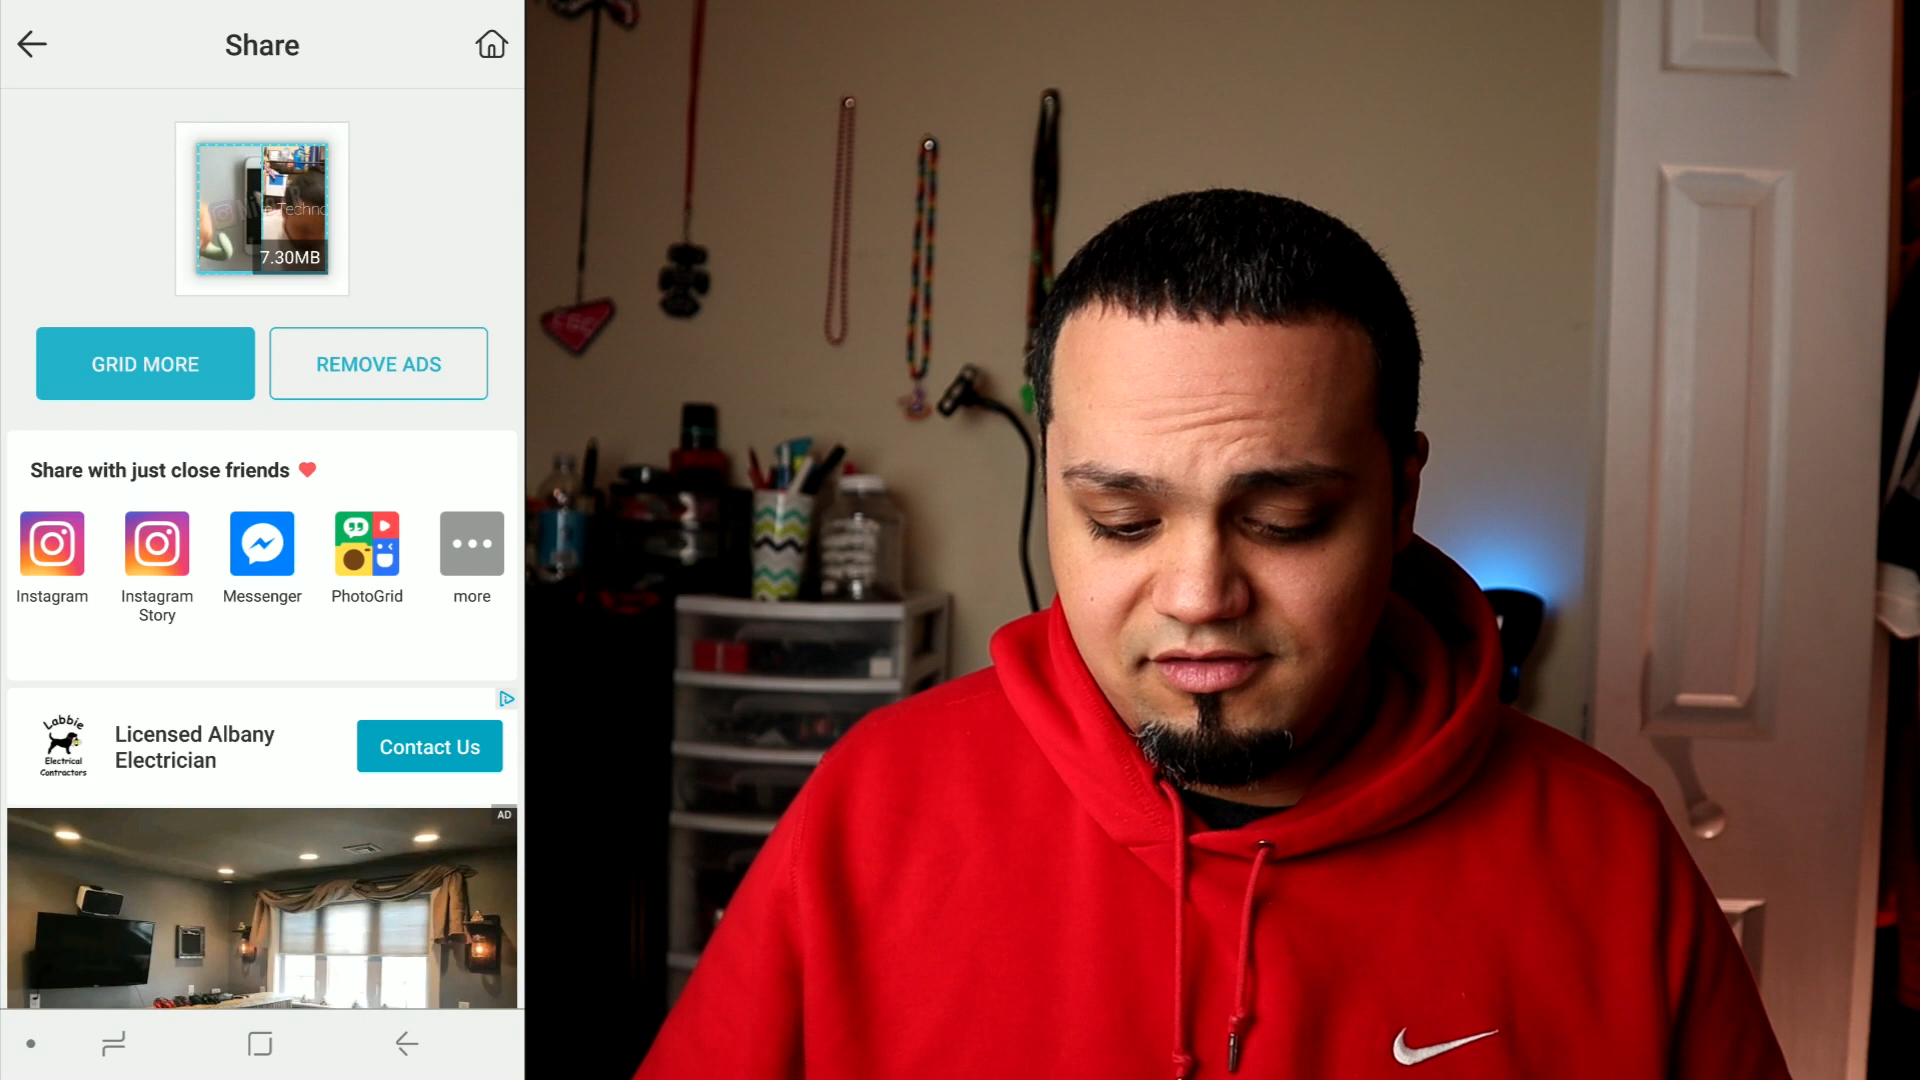 Share
Techno
7.30MB
GRID MORE
REMOVE ADS
Share with just close friends
Instagram
Instagram
Story
Messenger
PhotoGrid
more
Labbie
Electrical
Contractors
Licensed Albany
Electrician
Contact Us
AD